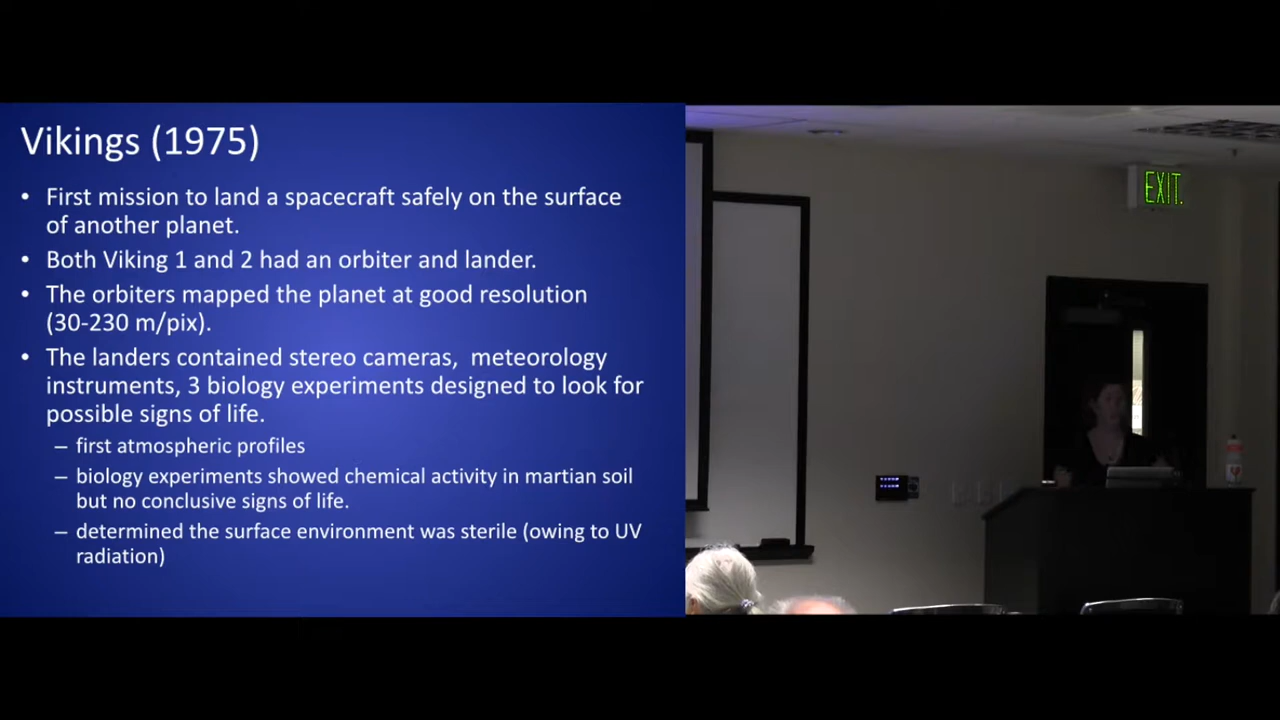 Vikings (1975)
• First mission to land a spacecraft safely on the surface
of another planet.
• Both Viking 1 and 2 had an orbiter and lander.
• The orbiters mapped the planet at good resolution
(30-230 m/pix).
• The landers contained stereo cameras,  meteorology
instruments, 3 biology experiments designed to look for
possible signs of life.
– first atmospheric profiles
– biology experiments showed chemical activity in martian soil
but no conclusive signs of life.
– determined the surface environment was sterile (owing to UV
radiation)
EXIT